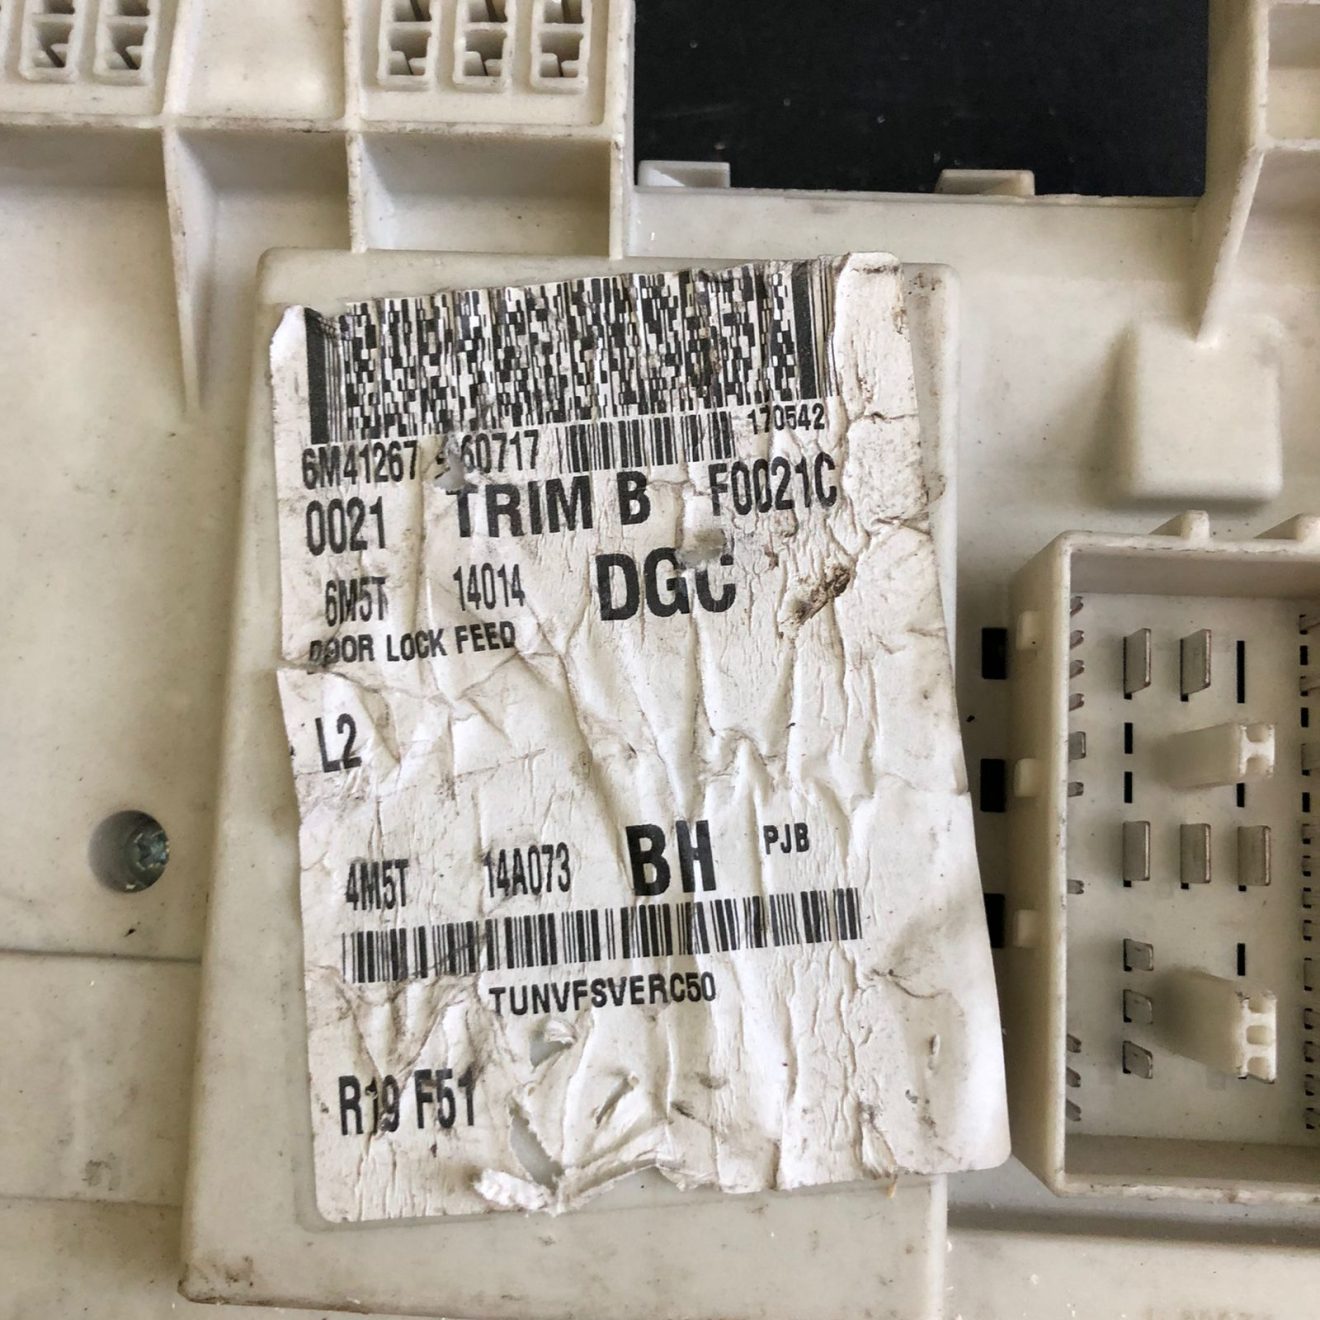 6M41267 60717 170542
0021 TRIM B F0021C
6M5T 14014 DGC
DOOR LOCK FEED
L2
4M5T 14A073 BH PJB
TUNVFSVERC50
R19 F51